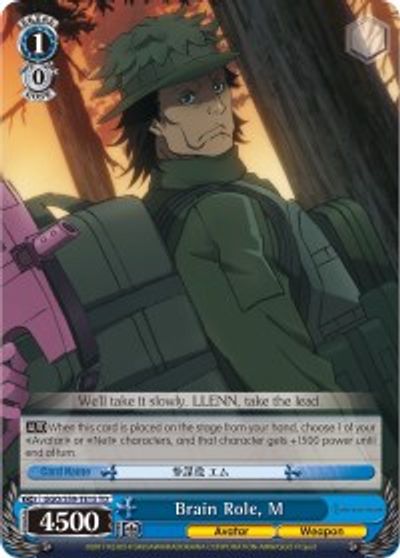 LEVEL
1
0
COST
We'll take it slowly. LLENN, take the lead.
When this card is placed on the stage from your hand, choose 1 of your
«Avatar» or «Net» characters, and that character gets +1500 power until
end of turn.
Card Name 参謀役 エム
4500
Brain Role, M
Avatar Weapon